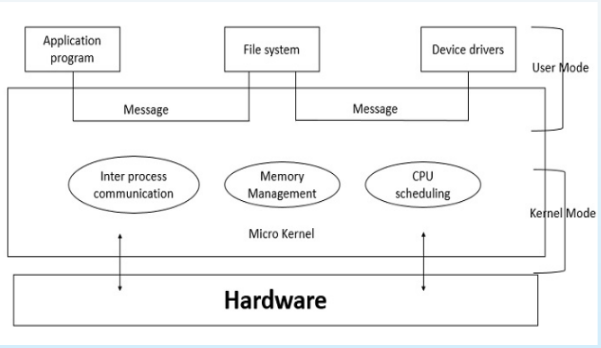 Application
program
File system
Device drivers
User Mode
Message
Message
Inter process
communication
Memory
Management
CPU
scheduling
Kernel Mode
Micro Kernel
Hardware